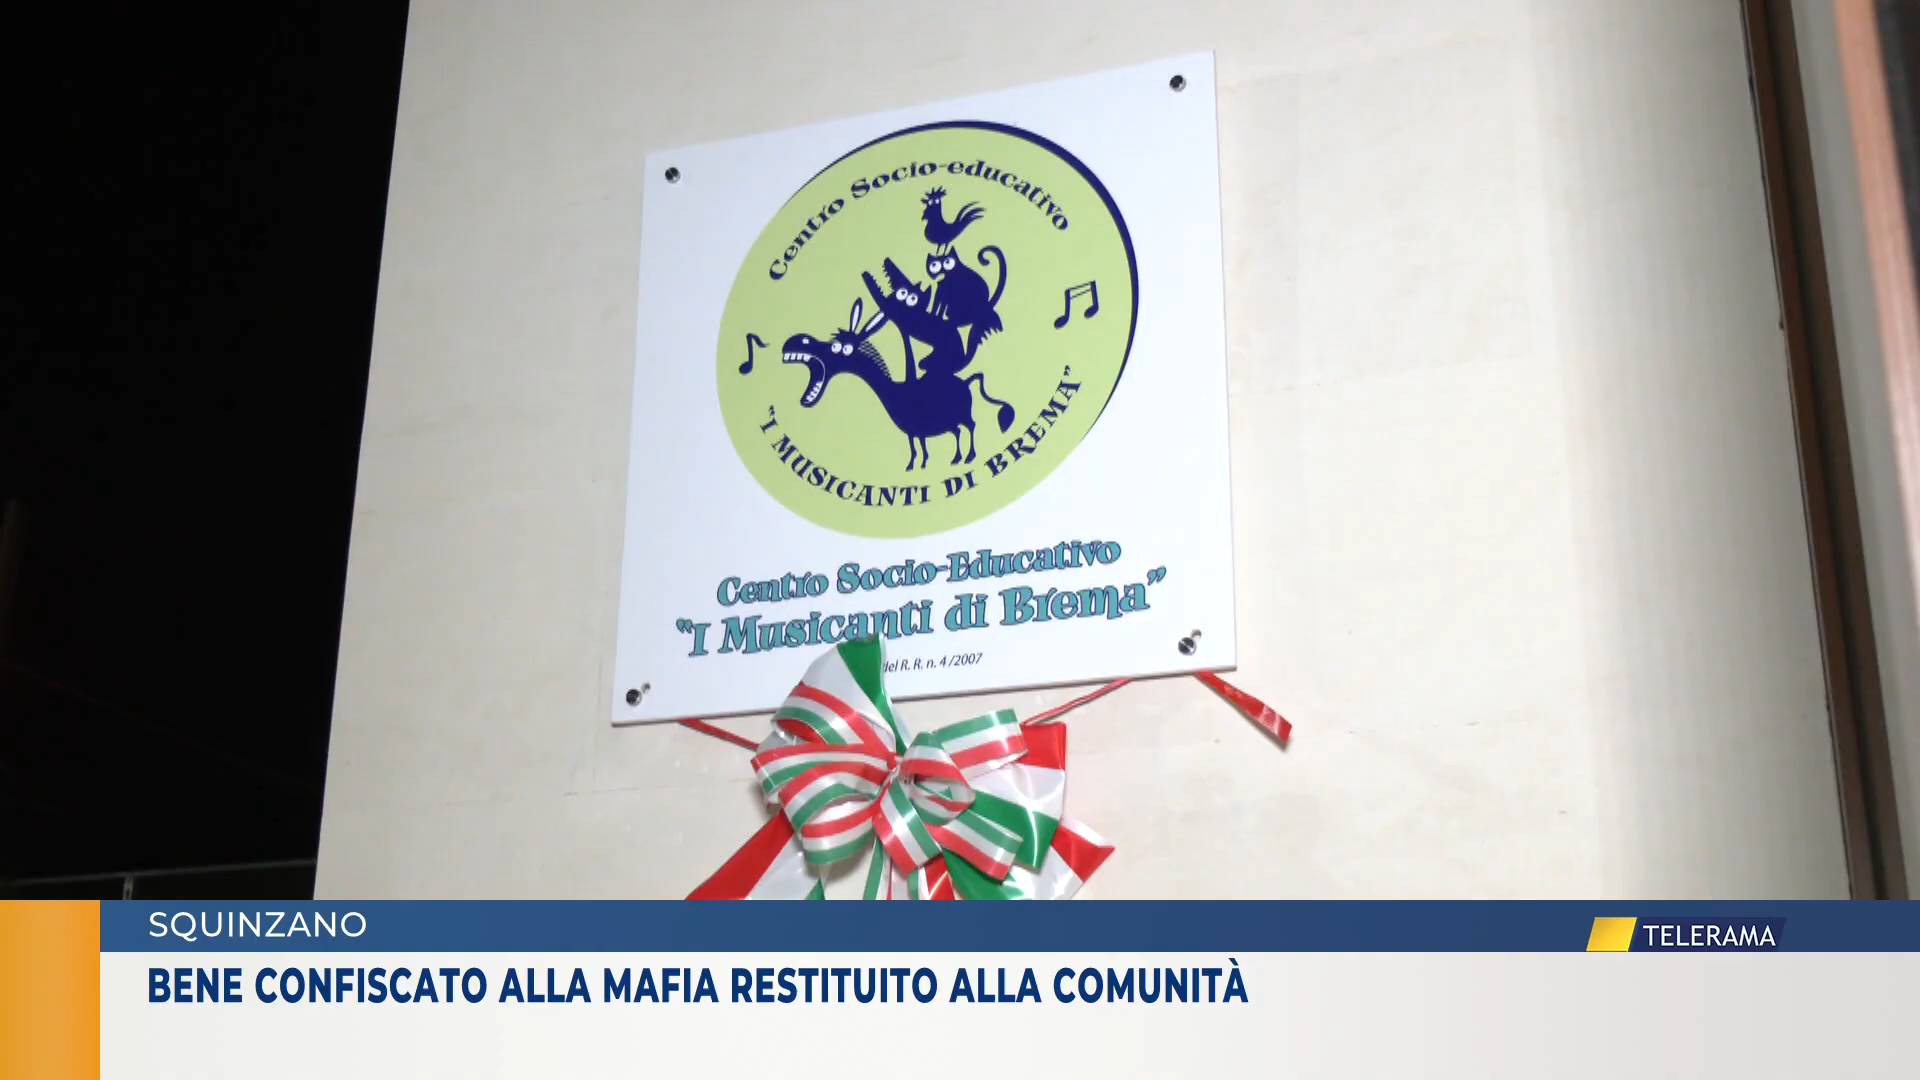 Centro Socio-educativo
"I MUSICANTI DI BREMA"
Centro Socio-Educativo
"I Musicanti di Brema"
del R. R. n. 4/2007
SQUINZANO
TELERAMA
BENE CONFISCATO ALLA MAFIA RESTITUITO ALLA COMUNITÀ